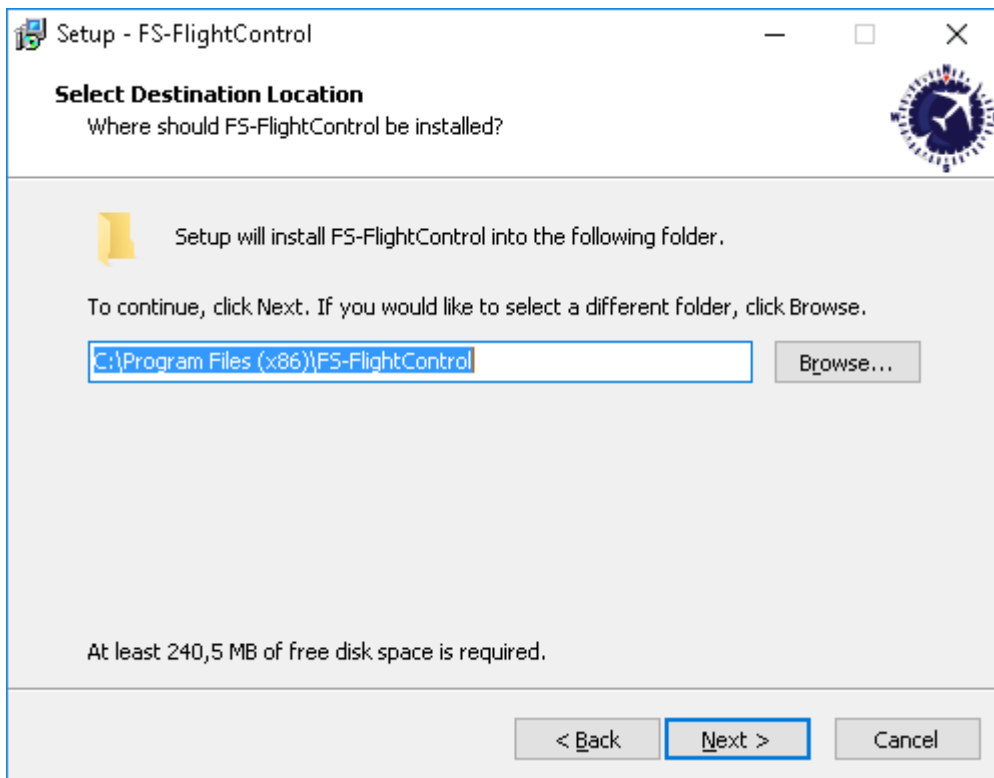 Setup - FS-FlightControl
Select Destination Location
Where should FS-FlightControl be installed?
N
W
S
Setup will install FS-FlightControl into the following folder.
To continue, click Next. If you would like to select a different folder, click Browse.
C:\Program Files (x86)\FS-FlightControl
Browse...
At least 240,5 MB of free disk space is required.
< Back
Next >
Cancel